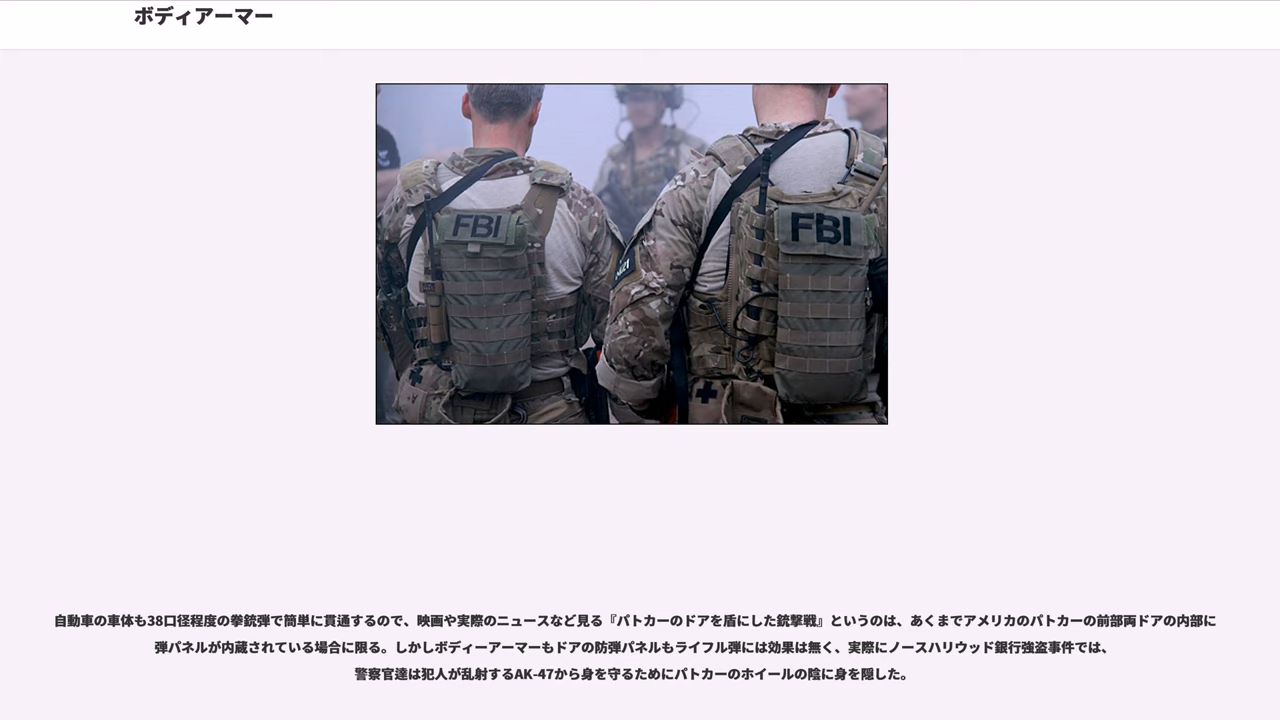 ボディアーマー
FBI
FBI
自動車の車体も38口径程度の拳銃弾で簡単に貫通するので、映画や実際のニュースなど見る『パトカーのドアを盾にした銃撃戦』というのは、あくまでアメリカのパトカーの前部両ドアの内部に
弾パネルが内蔵されている場合に限る。しかしボディーアーマーもドアの防弾パネルもライフル弾には効果は無く、実際にノースハリウッド銀行強盗事件では、
警察官達は犯人が乱射するAK-47から身を守るためにパトカーのホイールの陰に身を隠した。